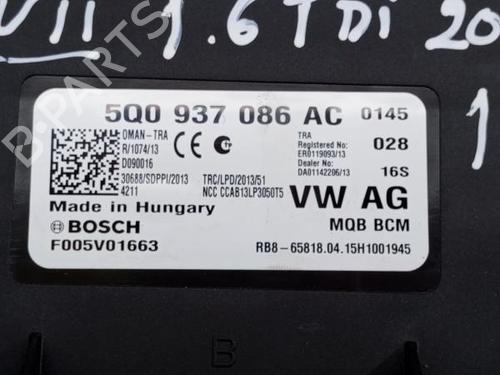 VII 1.6 TDi 20
1
5Q0 937 086 AC 0145
OMAN-TRA
R/1074/13
D090016
TRA
Registered No:
ER0119093/13
Dealer No:
DA01142206/13
028
16S
30688/SDPPI/2013
4211
TRC/LPD/2013/51
NCC CCAB13LP3050T5
VW AG
Made in Hungary
MQB BCM
BOSCH
F005V01663
RB8-65818.04.15H1001945
B